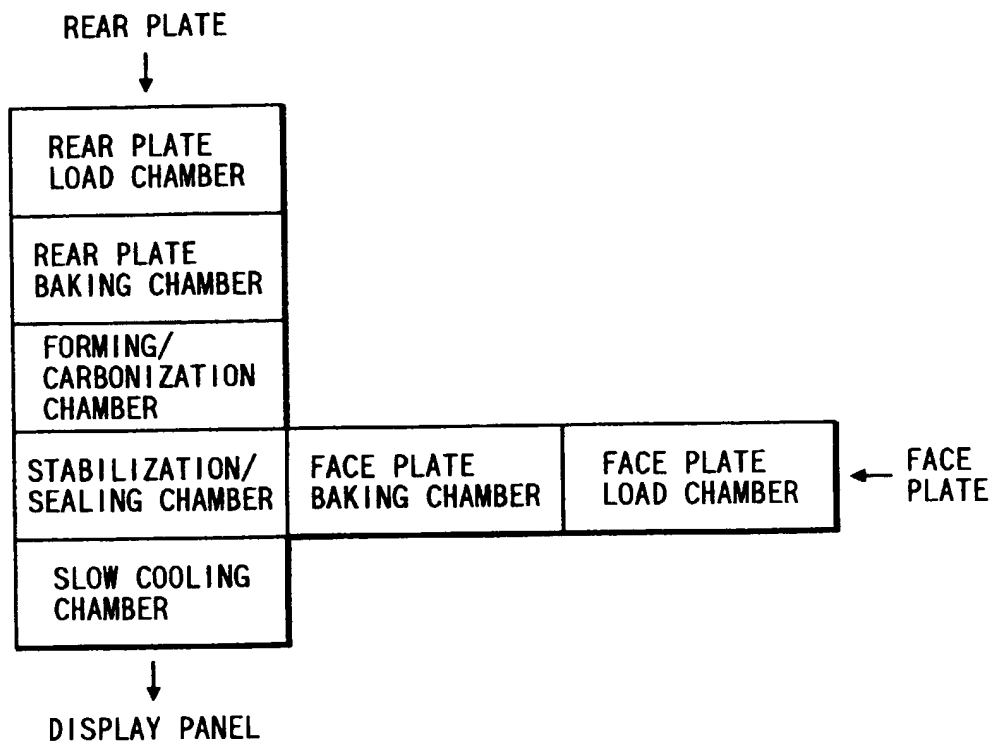 REAR PLATE
REAR PLATE
LOAD CHAMBER
REAR PLATE
BAKING CHAMBER
FORMING/
CARBONIZATION
CHAMBER
STABILIZATION/
SEALING CHAMBER
FACE PLATE
BAKING CHAMBER
FACE PLATE
LOAD CHAMBER
FACE
PLATE
SLOW COOLING
CHAMBER
DISPLAY PANEL